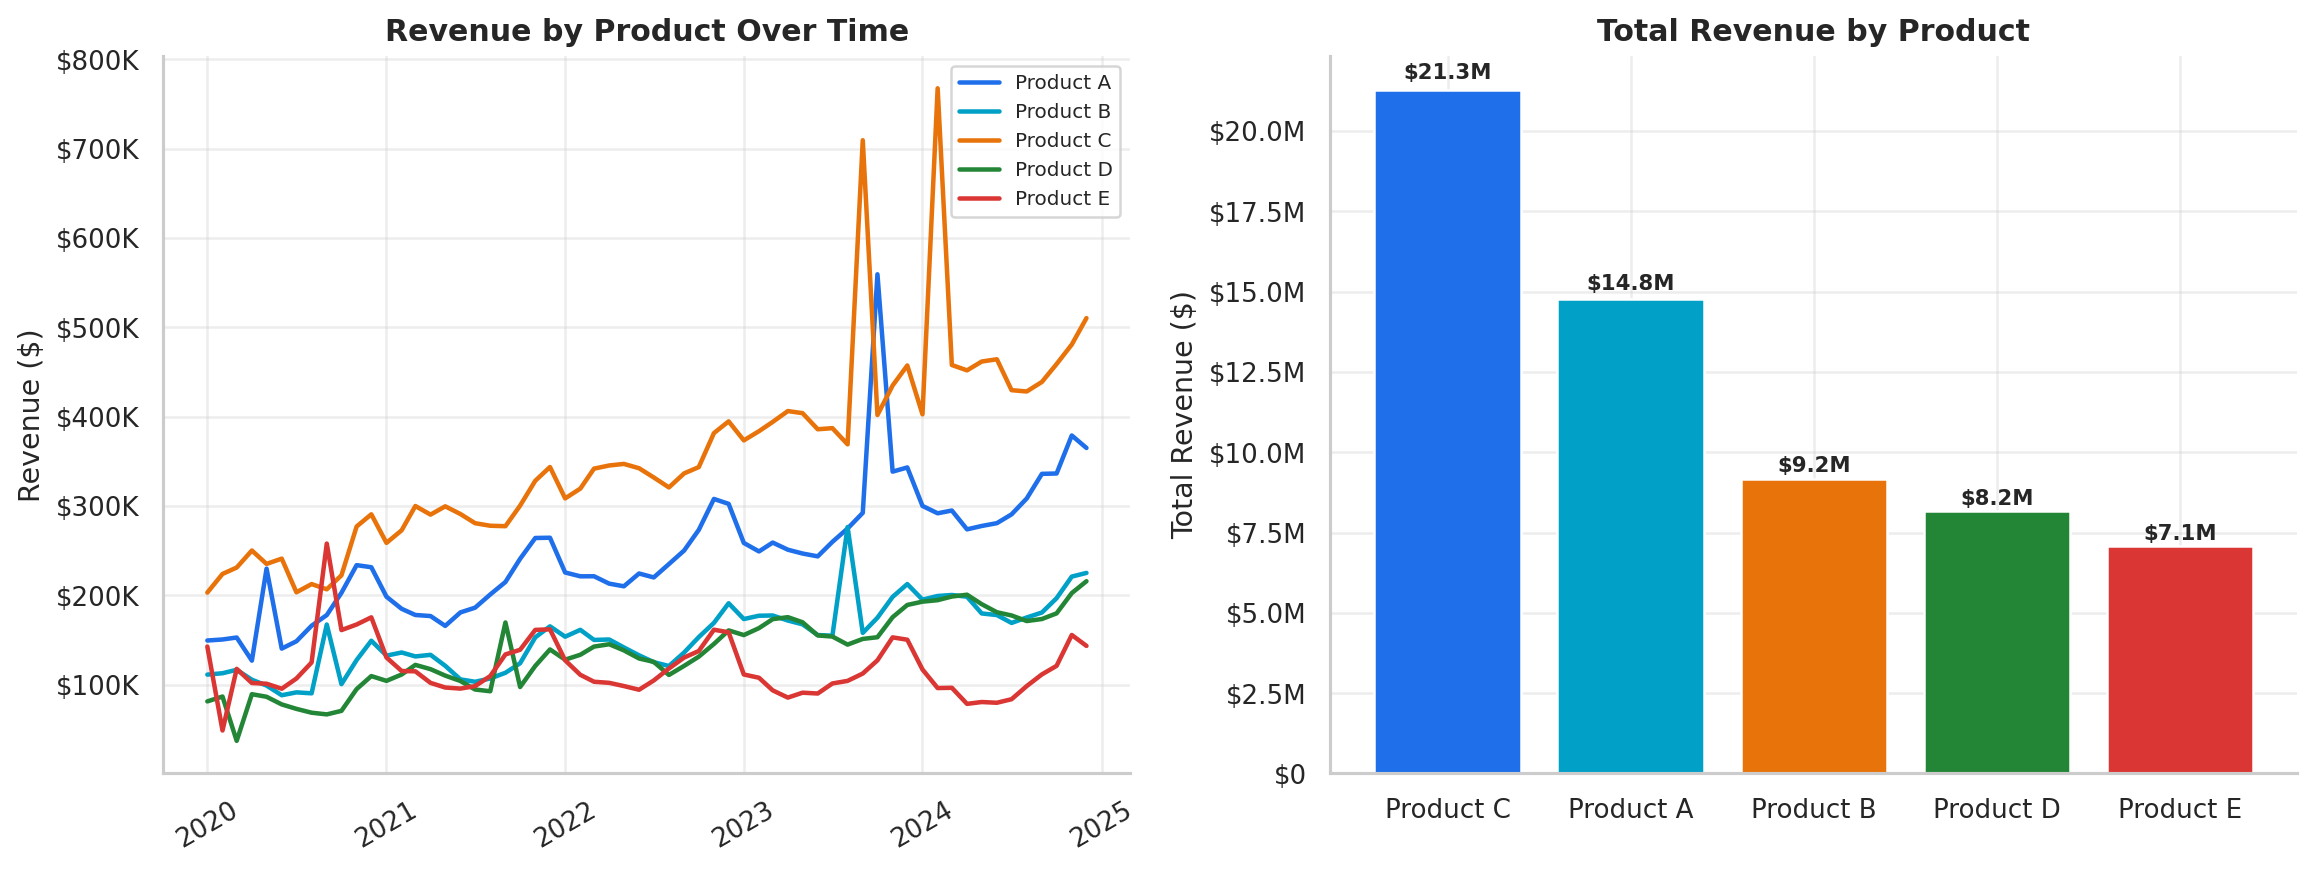 Revenue by Product Over Time
$800K
$700K
$600K
$500K
$400K
$300K
$200K
$100K
Revenue ($)
2020
2021
2022
2023
2024
2025
Product A
Product B
Product C
Product D
Product E
Total Revenue by Product
$20.0M
$17.5M
$15.0M
$12.5M
$10.0M
$7.5M
$5.0M
$2.5M
$0
Total Revenue ($)
$21.3M
$14.8M
$9.2M
$8.2M
$7.1M
Product C
Product A
Product B
Product D
Product E